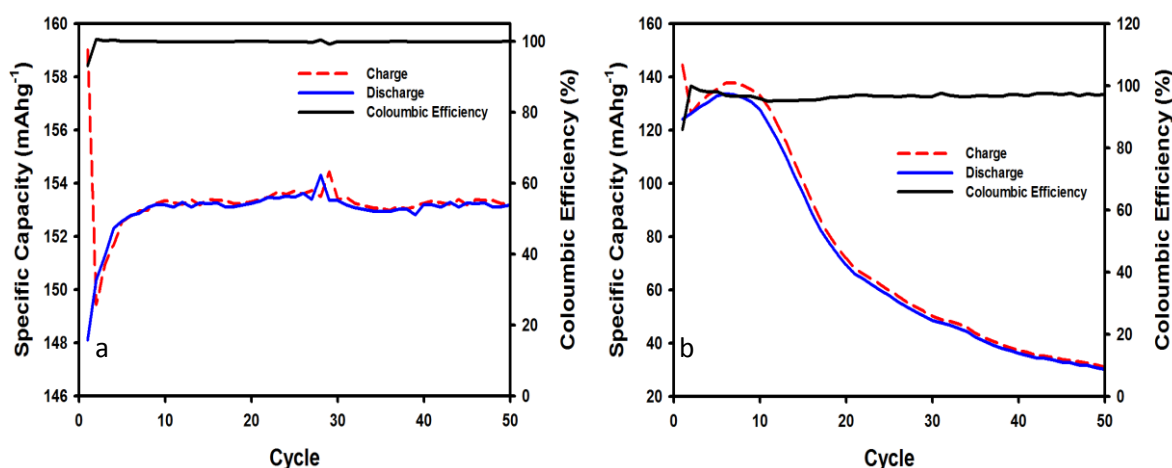 160
158
156
154
153
150
148
146
Specific Capacity (mAhg-1)
0
10
20
30
40
50
Cycle
100
80
60
40
20
0
Coloumbic Efficiency (%)
Charge
Discharge
Coloumbic Efficiency
a
160
140
120
100
80
60
40
20
Specific Capacity (mAhg-1)
0
10
20
30
40
50
Cycle
120
100
80
60
40
20
0
Coloumbic Efficiency (%)
Charge
Discharge
Coloumbic Efficiency
b